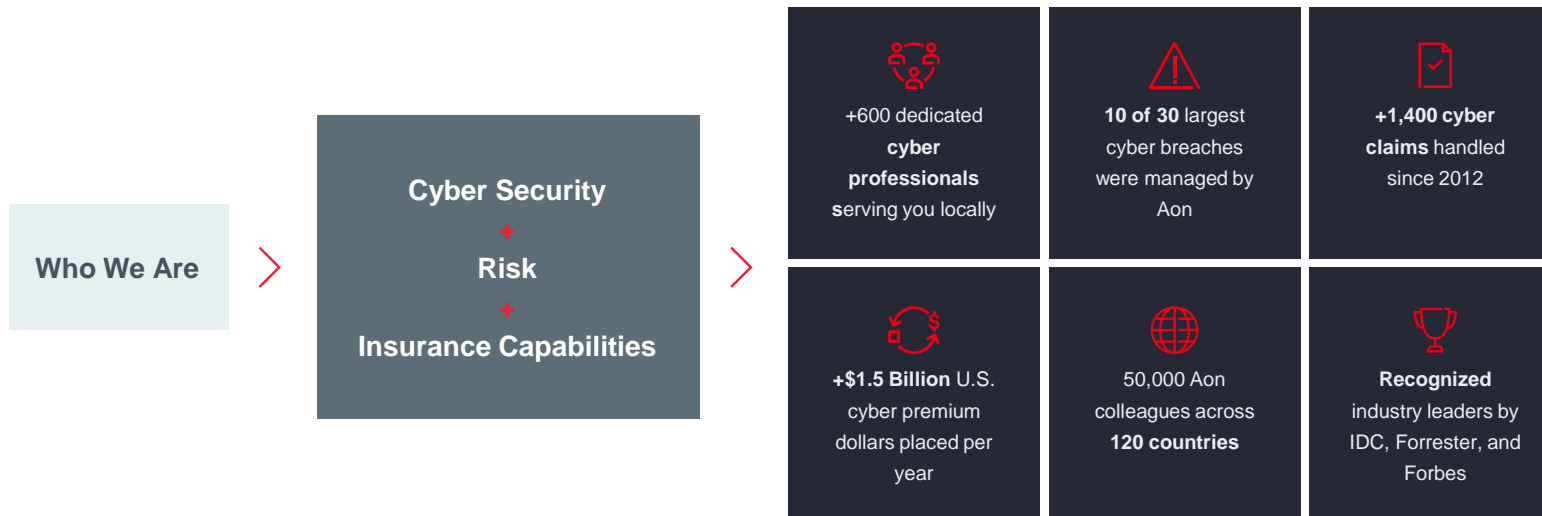 Who We Are
Cyber Security
+
Risk
+
Insurance Capabilities
+600 dedicated
cyber
professionals
serving you locally
10 of 30 largest
cyber breaches
were managed by
Aon
+1,400 cyber
claims handled
since 2012
+$1.5 Billion U.S.
cyber premium
dollars placed per
year
50,000 Aon
colleagues across
120 countries
Recognized
industry leaders by
IDC, Forrester, and
Forbes